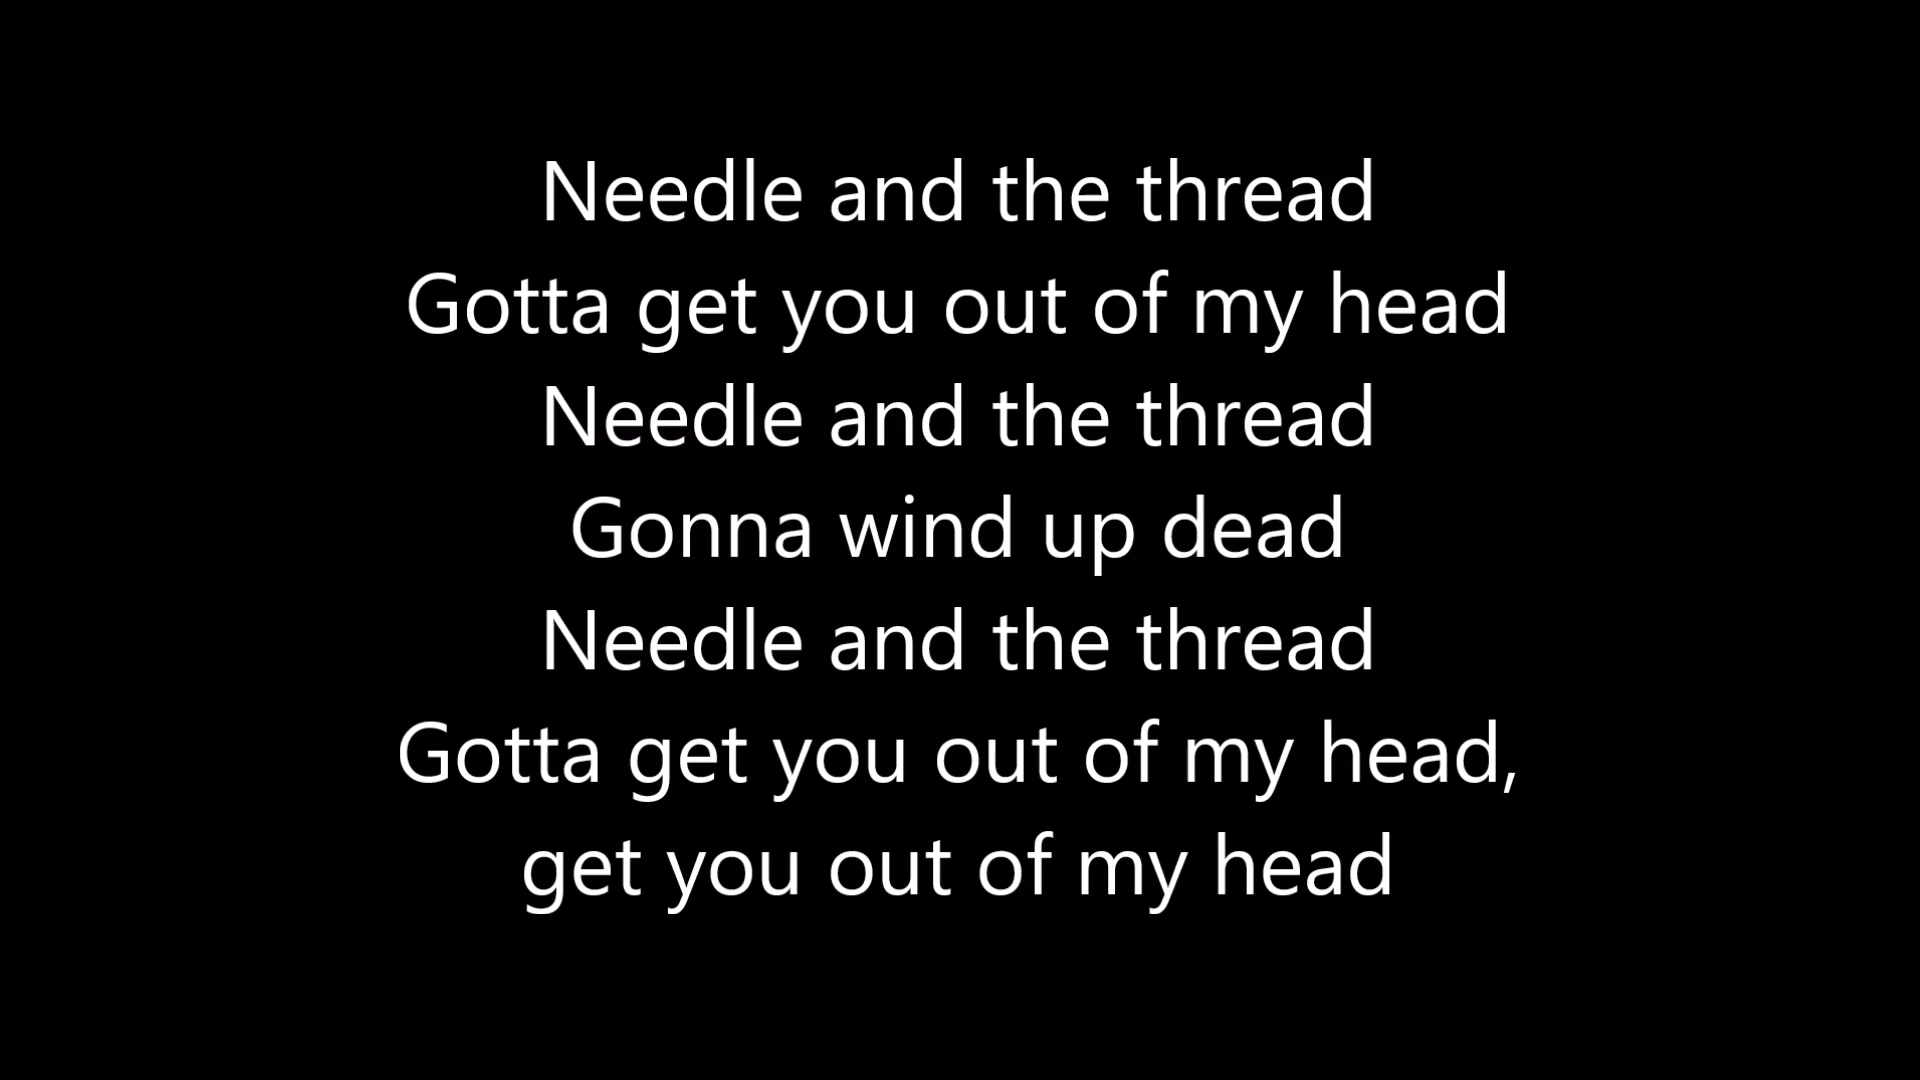 Needle and the thread
Gotta get you out of my head
Needle and the thread
Gonna wind up dead
Needle and the thread
Gotta get you out of my head,
get you out of my head